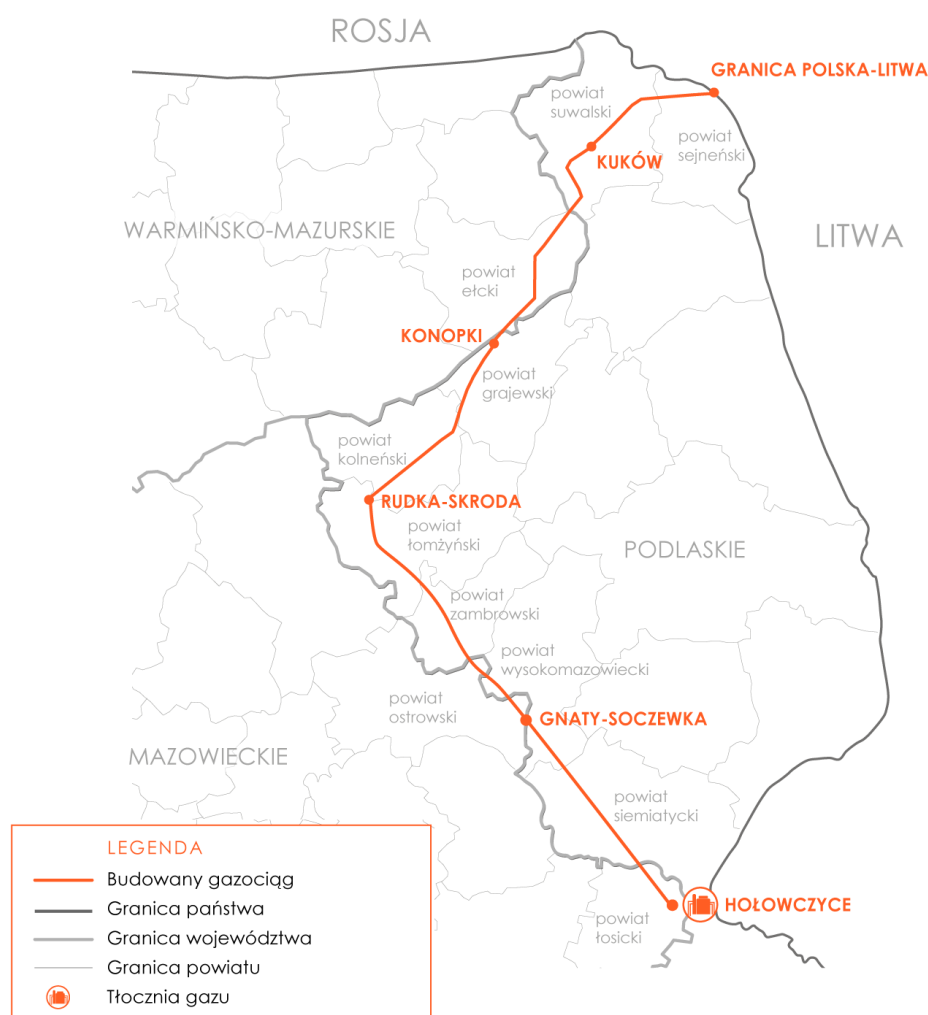 ROSJA
GRANICA POLSKA-LITWA
powiat
suwalski
powiat
sejneński
KUKÓW
WARMIŃSKO-MAZURSKIE
LITWA
powiat
ełcki
KONOPKI
powiat
grajewski
powiat
kolneński
RUDKA-SKRODA
powiat
łomżyński
PODLASKIE
powiat
zambrowski
powiat
wysokomazowiecki
powiat
ostrowski
GNATY-SOCZEWKA
MAZOWIECKIE
powiat
siemiatycki
HOŁOWCZYCE
powiat
łosicki
LEGENDA
Budowany gazociąg
Granica państwa
Granica województwa
Granica powiatu
Tłocznia gazu